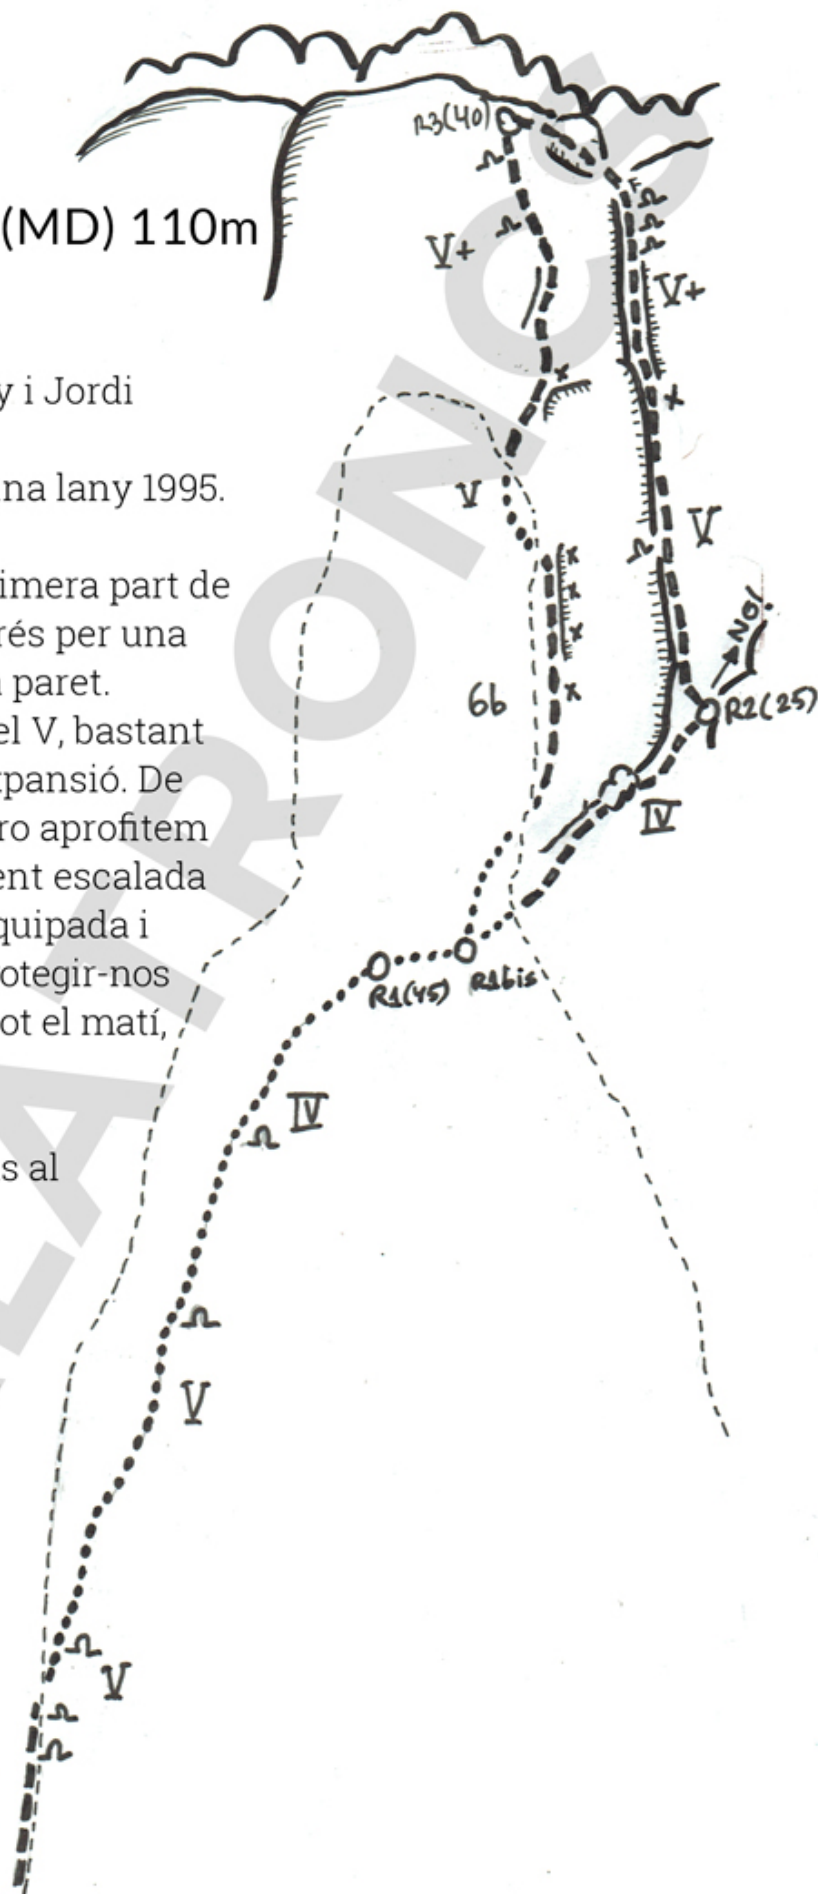 R3(40)
(MD) 110m
V+
V+
y i Jordi
na lany 1995.
V
V
imera part de
rés per una
a paret.
el V, bastant
xpansió. De
ro aprofitem
ent escalada
quipada i
otegir-nos
ot el matí,
s al
NO!
6b
R2(25)
IV
R1(45)
R1bis
IV
V
V
LATRONCS